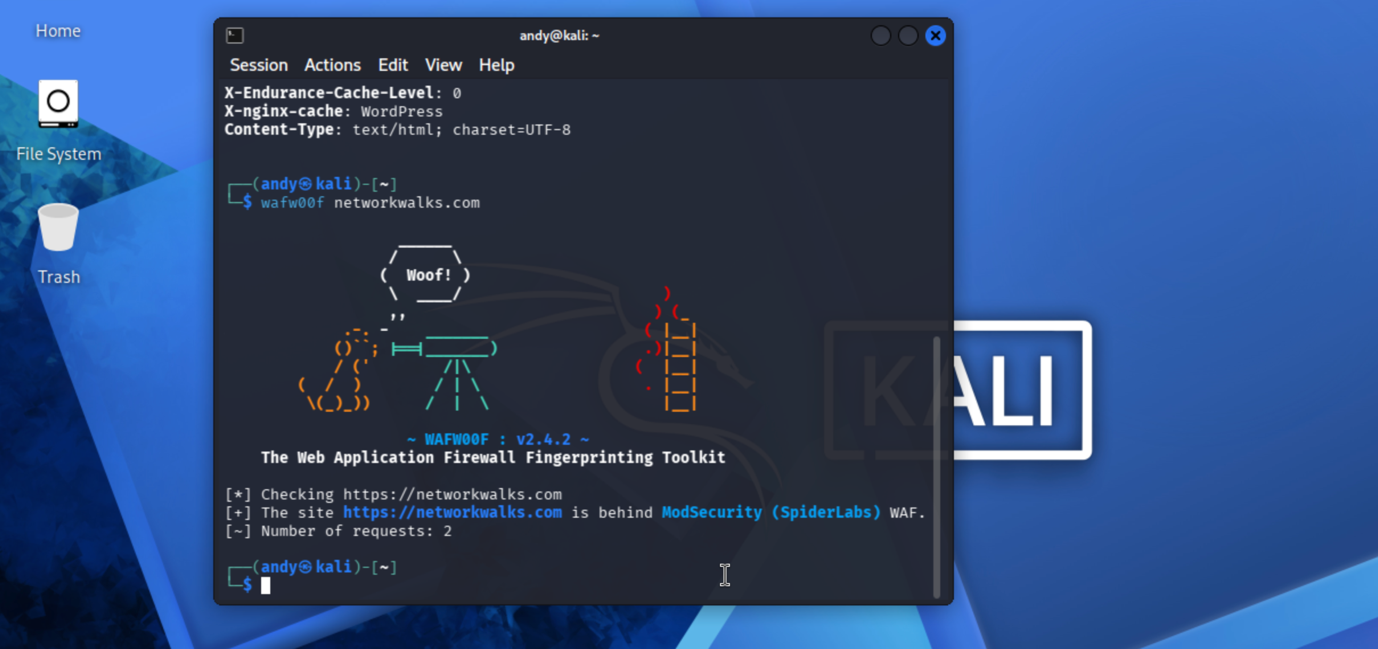 Home
File System
Trash
andy@kali: ~
Session Actions Edit View Help
X-Endurance-Cache-Level: 0
X-nginx-cache: WordPress
Content-Type: text/html; charset=UTF-8
┌──(andy㉿kali)-[~]
└─$ wafw00f networkwalks.com
Woof!
~ WAFW00F : v2.4.2 ~
The Web Application Firewall Fingerprinting Toolkit
[*] Checking https://networkwalks.com
[+] The site https://networkwalks.com is behind ModSecurity (SpiderLabs) WAF.
[~] Number of requests: 2
┌──(andy㉿kali)-[~]
└─$
KALI